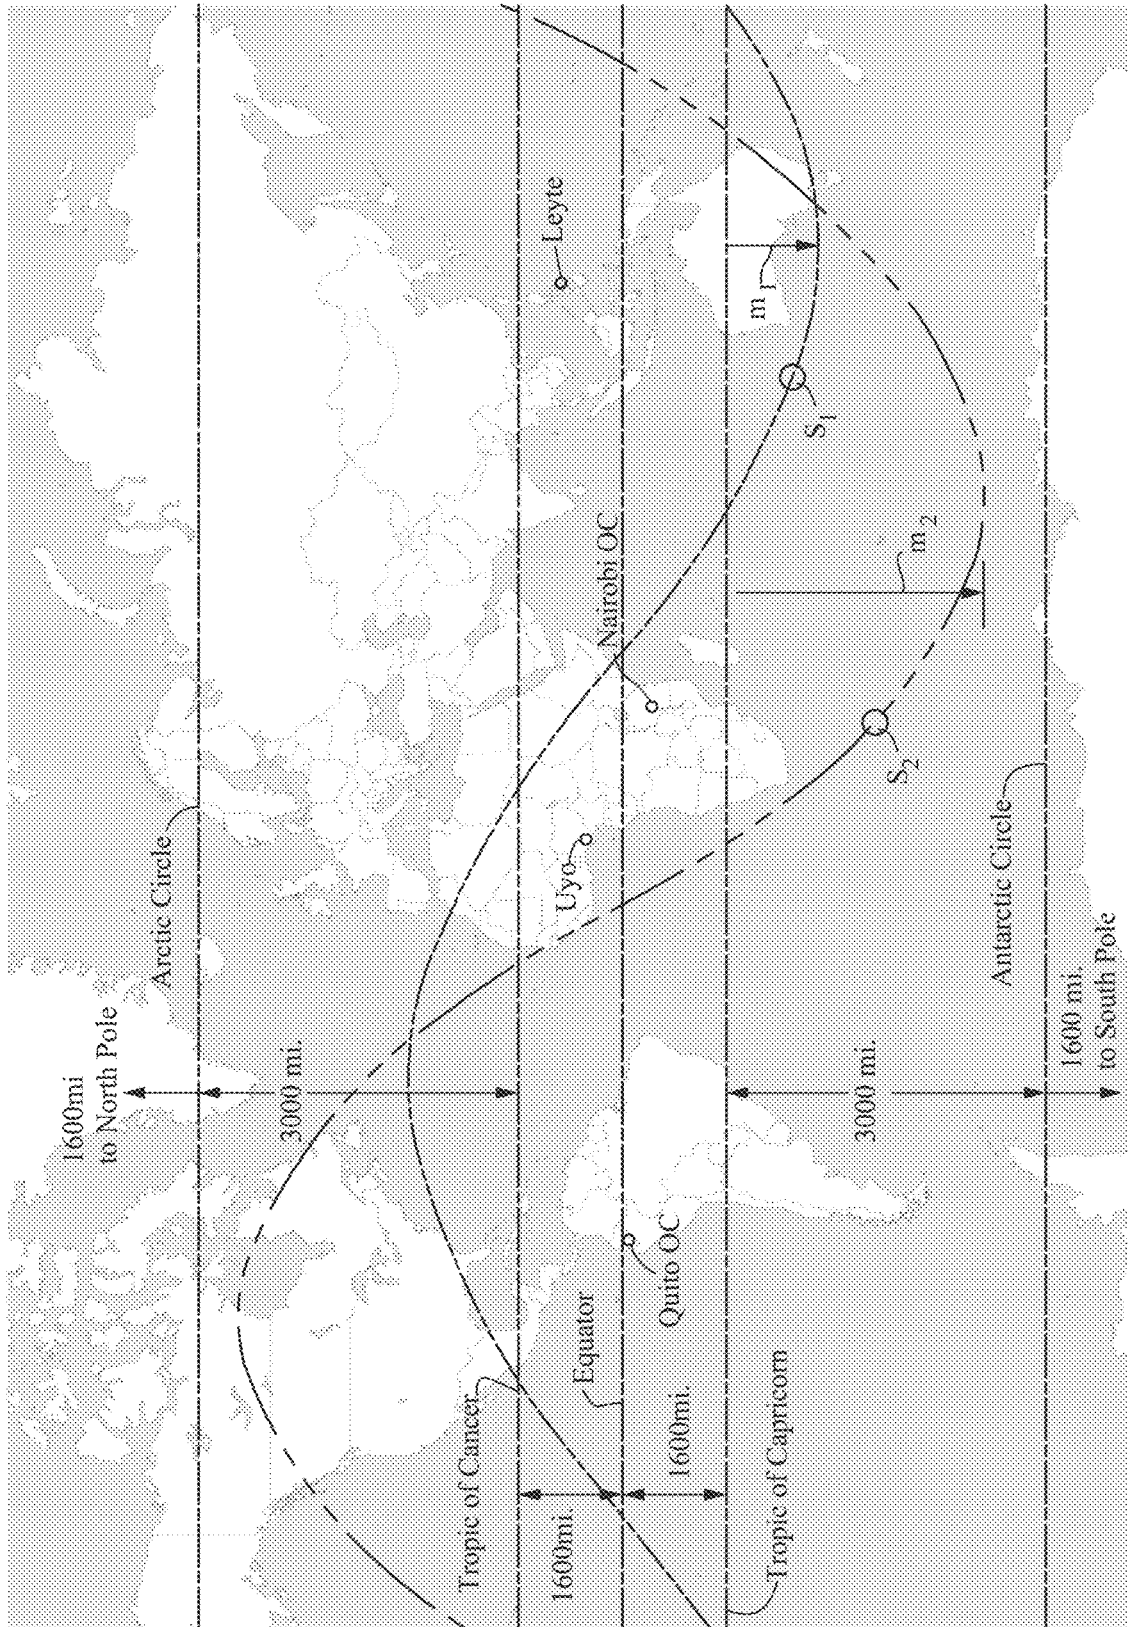 1600mi
to North Pole
Arctic Circle
3000 mi.
Leyte
Uyo
Nairobi OC
Quito OC
Tropic of Cancer
Equator
1600mi.
1600mi.
Tropic of Capricorn
m1
S1
m2
S2
3000 mi.
Antarctic Circle
1600 mi.
to South Pole